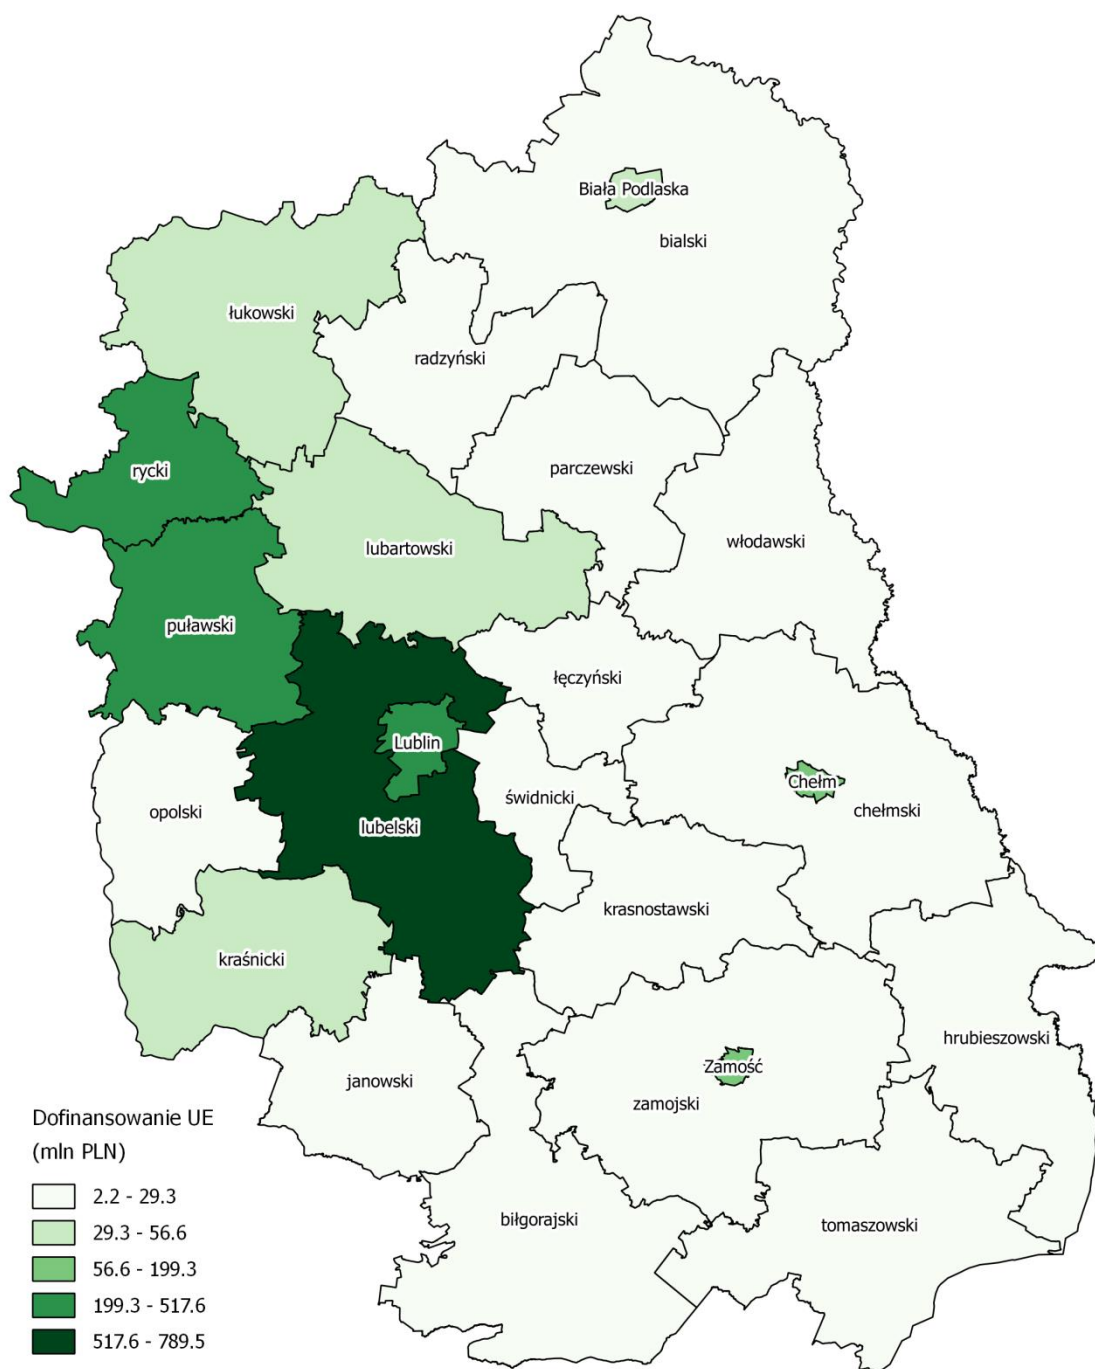 Biała Podlaska
bialski
łukowski
radzyński
rycki
parczewski
lubartowski
włodawski
puławski
łęczyński
Lublin
Chełm
opolski
świdnicki
chełmski
lubelski
krasnostawski
kraśnicki
hrubieszowski
Zamość
janowski
zamojski
biłgorajski
tomaszowski
Dofinansowanie UE
(mln PLN)
2.2 - 29.3
29.3 - 56.6
56.6 - 199.3
199.3 - 517.6
517.6 - 789.5